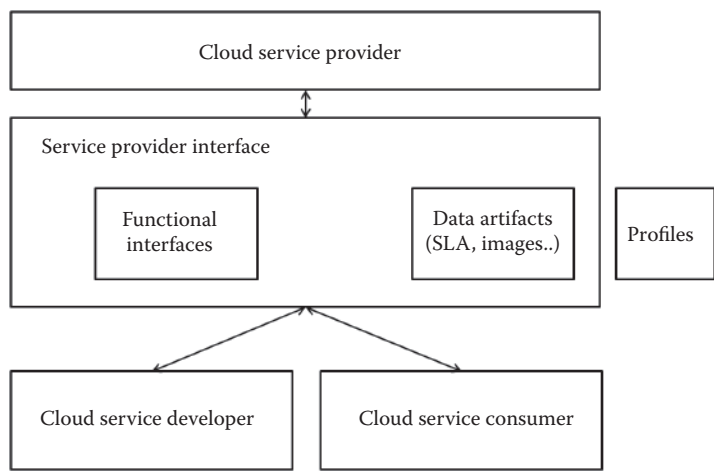 Cloud service provider
Service provider interface
Functional
interfaces
Data artifacts
(SLA, images..)
Profiles
Cloud service developer
Cloud service consumer